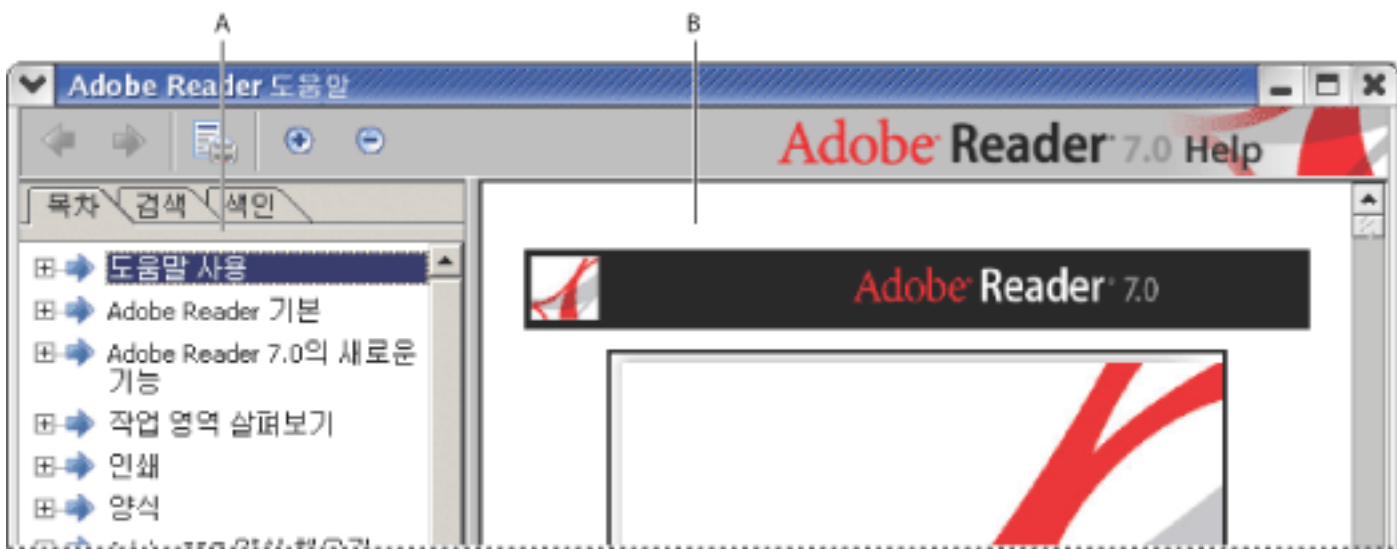 A B
Adobe Reader 도움말
Adobe Reader 7.0 Help
목차 검색 색인
도움말 사용
Adobe Reader 기본
Adobe Reader 7.0의 새로운
기능
작업 영역 살펴보기
인쇄
양식
Adobe Reader 7.0